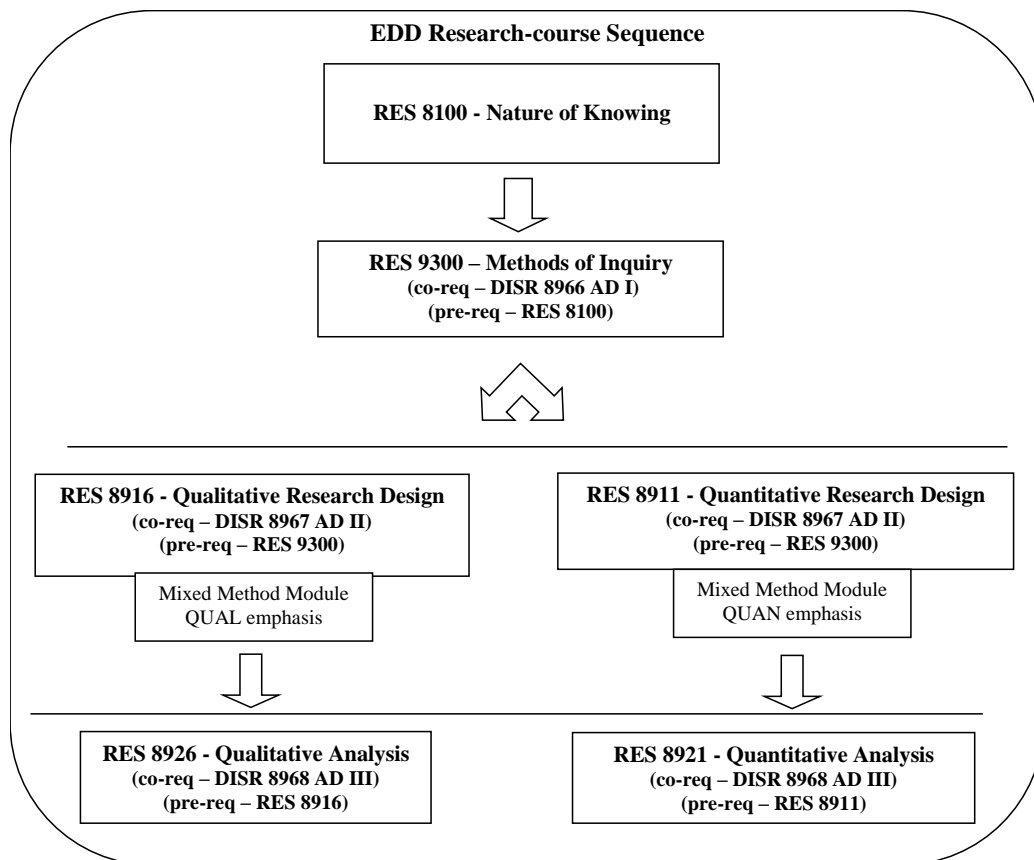 EDD Research-course Sequence
RES 8100 - Nature of Knowing
RES 9300 – Methods of Inquiry
(co-req – DISR 8966 AD I)
(pre-req – RES 8100)
RES 8916 - Qualitative Research Design
(co-req – DISR 8967 AD II)
(pre-req – RES 9300)
Mixed Method Module
QUAL emphasis
RES 8911 - Quantitative Research Design
(co-req – DISR 8967 AD II)
(pre-req – RES 9300)
Mixed Method Module
QUAN emphasis
RES 8926 - Qualitative Analysis
(co-req – DISR 8968 AD III)
(pre-req – RES 8916)
RES 8921 - Quantitative Analysis
(co-req – DISR 8968 AD III)
(pre-req – RES 8911)